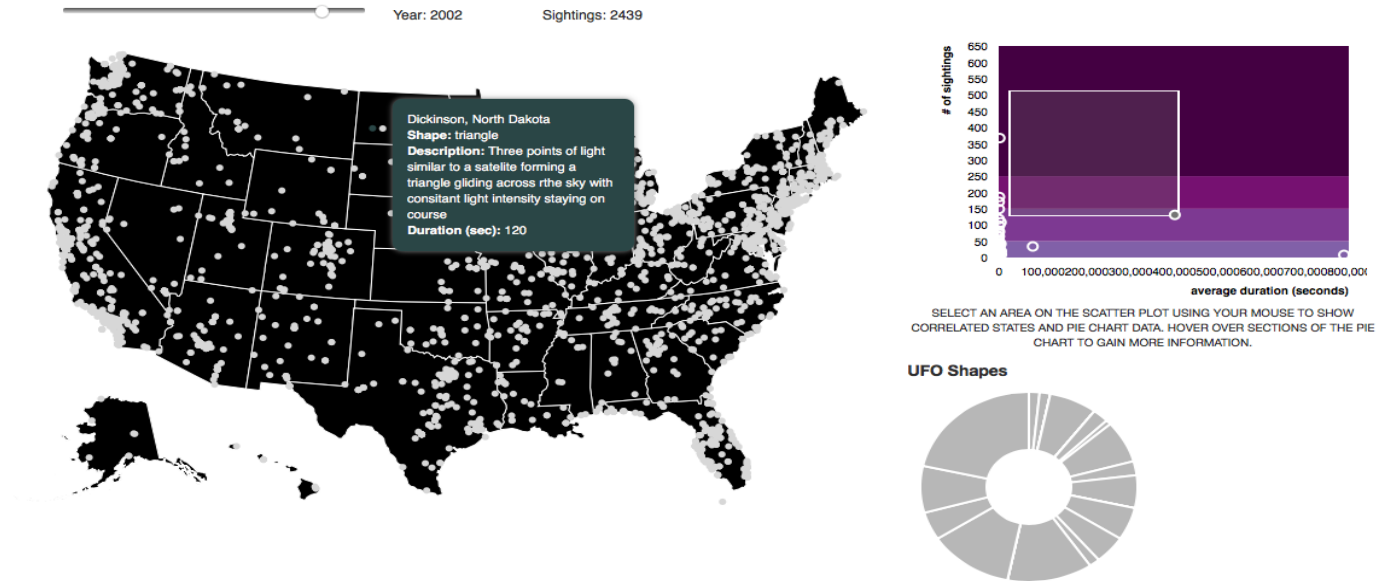 Year: 2002
Sightings: 2439
Dickinson, North Dakota
Shape: triangle
Description: Three points of light
similar to a satelite forming a
triangle gliding across rthe sky with
consitant light intensity staying on
course
Duration (sec): 120
# of sightings
650
600
550
500
450
400
350
300
250
200
150
100
50
0
0 100,000200,000300,000400,000500,000600,000700,000800,000
average duration (seconds)
SELECT AN AREA ON THE SCATTER PLOT USING YOUR MOUSE TO SHOW
CORRELATED STATES AND PIE CHART DATA. HOVER OVER SECTIONS OF THE PIE
CHART TO GAIN MORE INFORMATION.
UFO Shapes